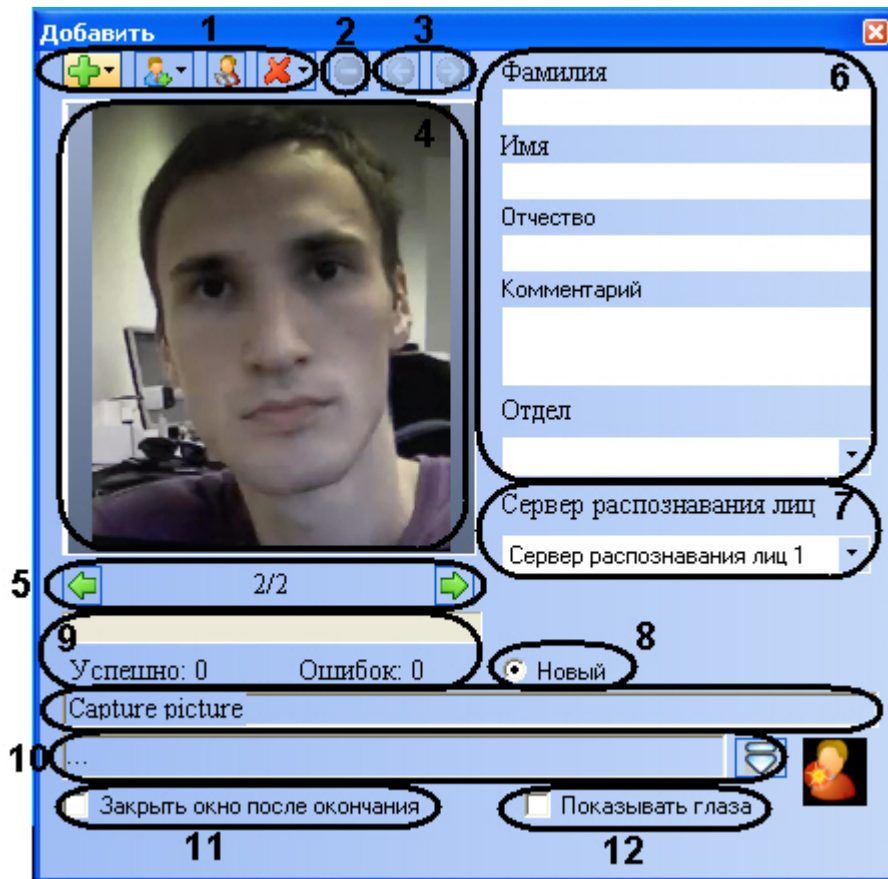 Добавить
1
2
3
Фамилия
6
4
Имя
Отчество
Комментарий
Отдел
Сервер распознавания лиц
7
Сервер распознавания лиц 1
5
2/2
9
8
Успешно: 0
Ошибок: 0
Новый
Capture picture
10
...
Закрыть окно после окончания
Показывать глаза
11
12